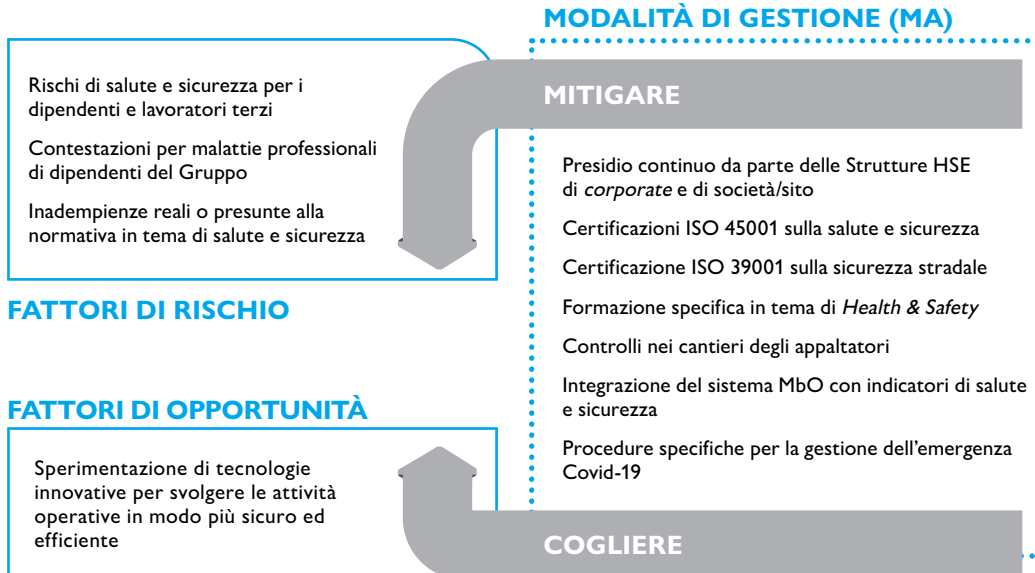 Rischi di salute e sicurezza per i
dipendenti e lavoratori terzi
Contestazioni per malattie professionali
di dipendenti del Gruppo
Inadempienze reali o presunte alla
normativa in tema di salute e sicurezza
FATTORI DI RISCHIO
FATTORI DI OPPORTUNITÀ
Sperimentazione di tecnologie
innovative per svolgere le attività
operative in modo più sicuro ed
efficiente
MODALITÀ DI GESTIONE (MA)
MITIGARE
Presidio continuo da parte delle Strutture HSE
di corporate e di società/sito
Certificazioni ISO 45001 sulla salute e sicurezza
Certificazione ISO 39001 sulla sicurezza stradale
Formazione specifica in tema di Health & Safety
Controlli nei cantieri degli appaltatori
Integrazione del sistema MbO con indicatori di salute
e sicurezza
Procedure specifiche per la gestione dell'emergenza
Covid-19
COGLIERE